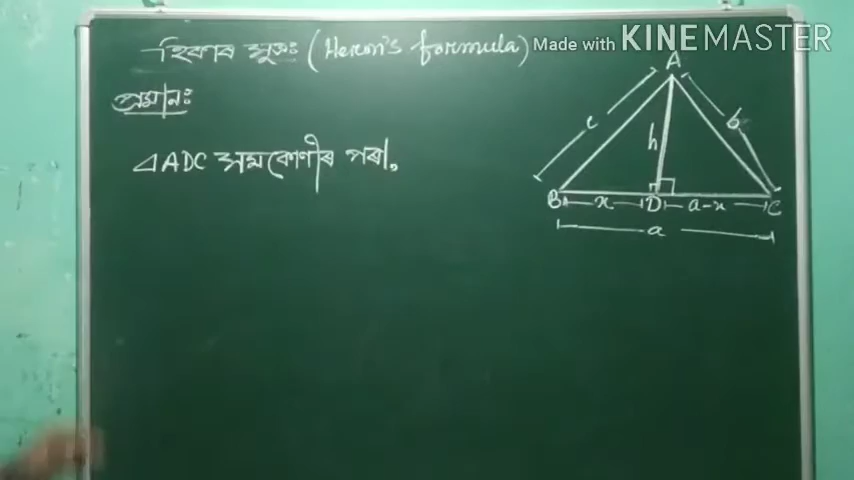 হিৰণৰ সূত্ৰঃ (Heron's formula)
Made with KINEMASTER
প্ৰমানঃ
⊿ADC সমকোণীৰ পৰা,
A
c
b
h
B x D a-x C
a